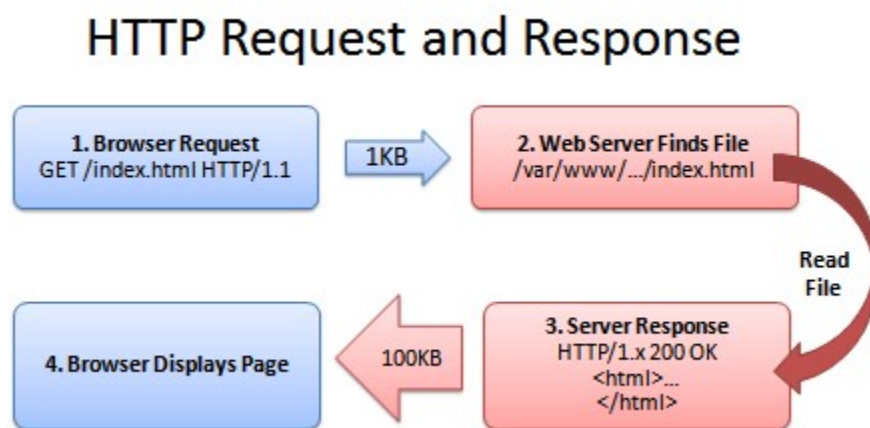 HTTP Request and Response
1. Browser Request
GET /index.html HTTP/1.1
1KB
2. Web Server Finds File
/var/www/.../index.html
Read
File
3. Server Response
HTTP/1.x 200 OK
<html>...
</html>
100KB
4. Browser Displays Page